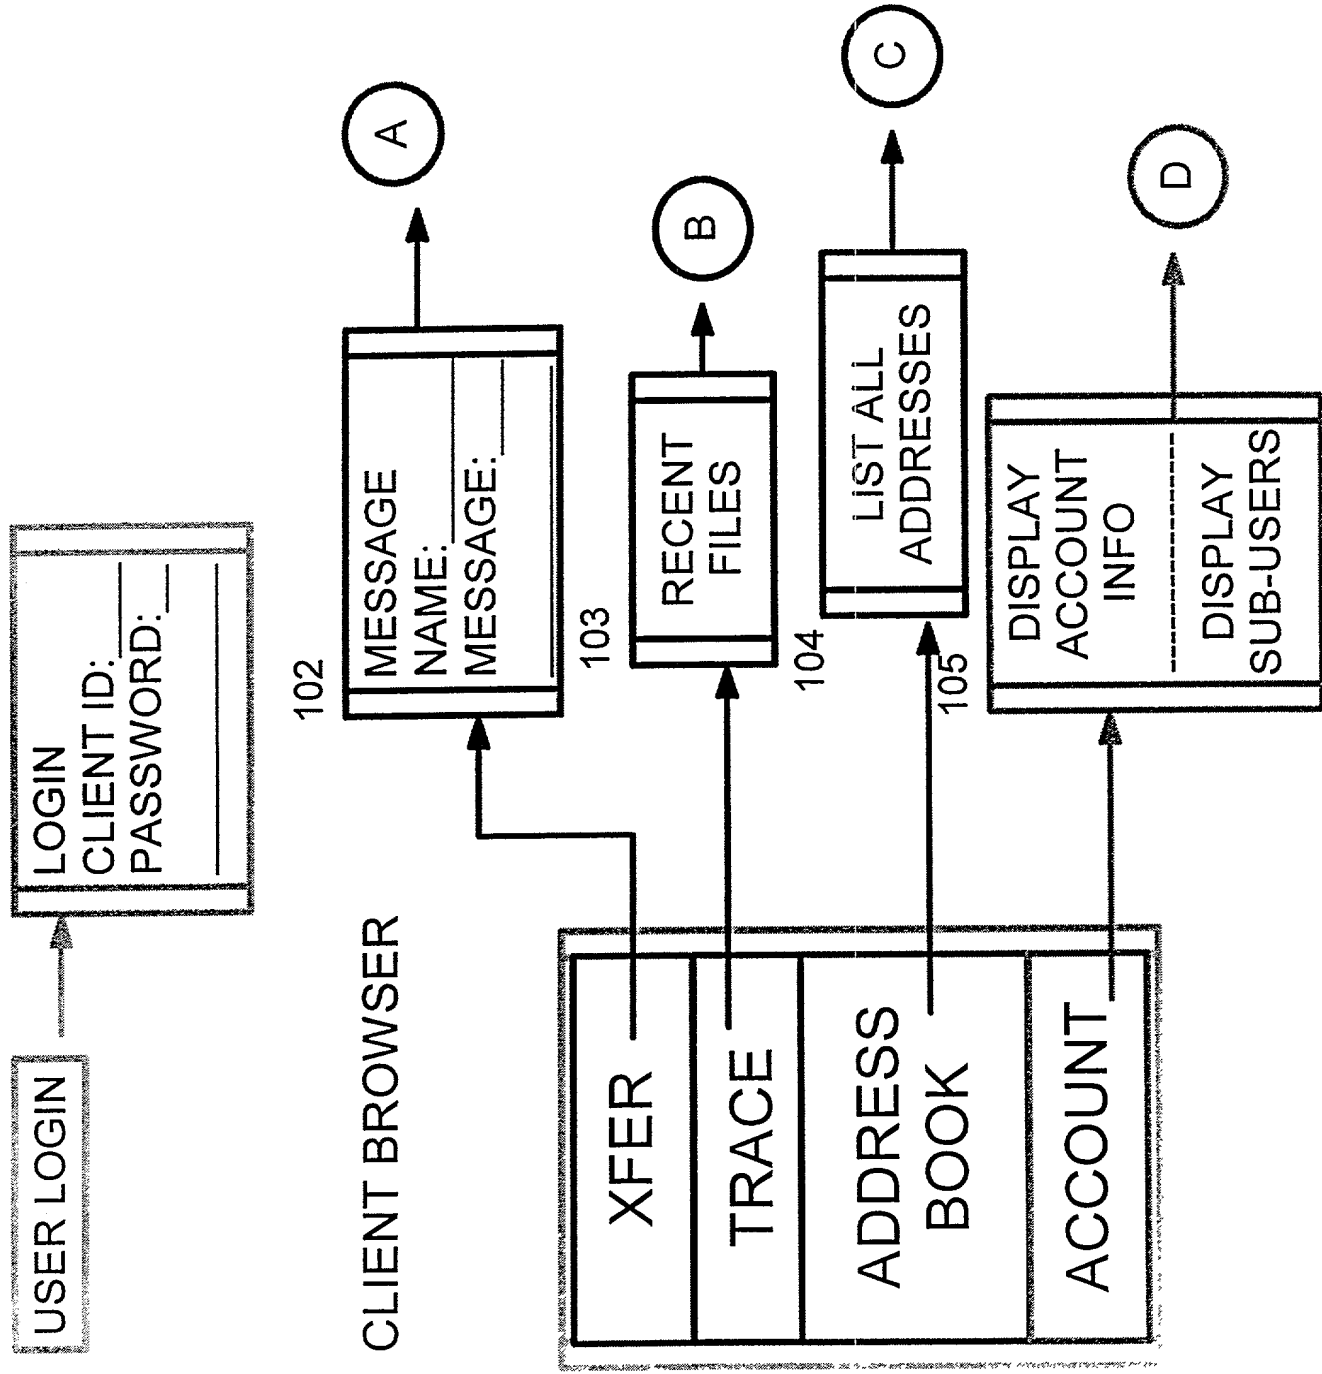 USER LOGIN
LOGIN
CLIENT ID:
PASSWORD:
CLIENT BROWSER
XFER
TRACE
ADDRESS
BOOK
ACCOUNT
102
MESSAGE
NAME:
MESSAGE:
103
RECENT
FILES
104
LIST ALL
ADDRESSES
105
DISPLAY
ACCOUNT
INFO
DISPLAY
SUB-USERS
A
B
C
D